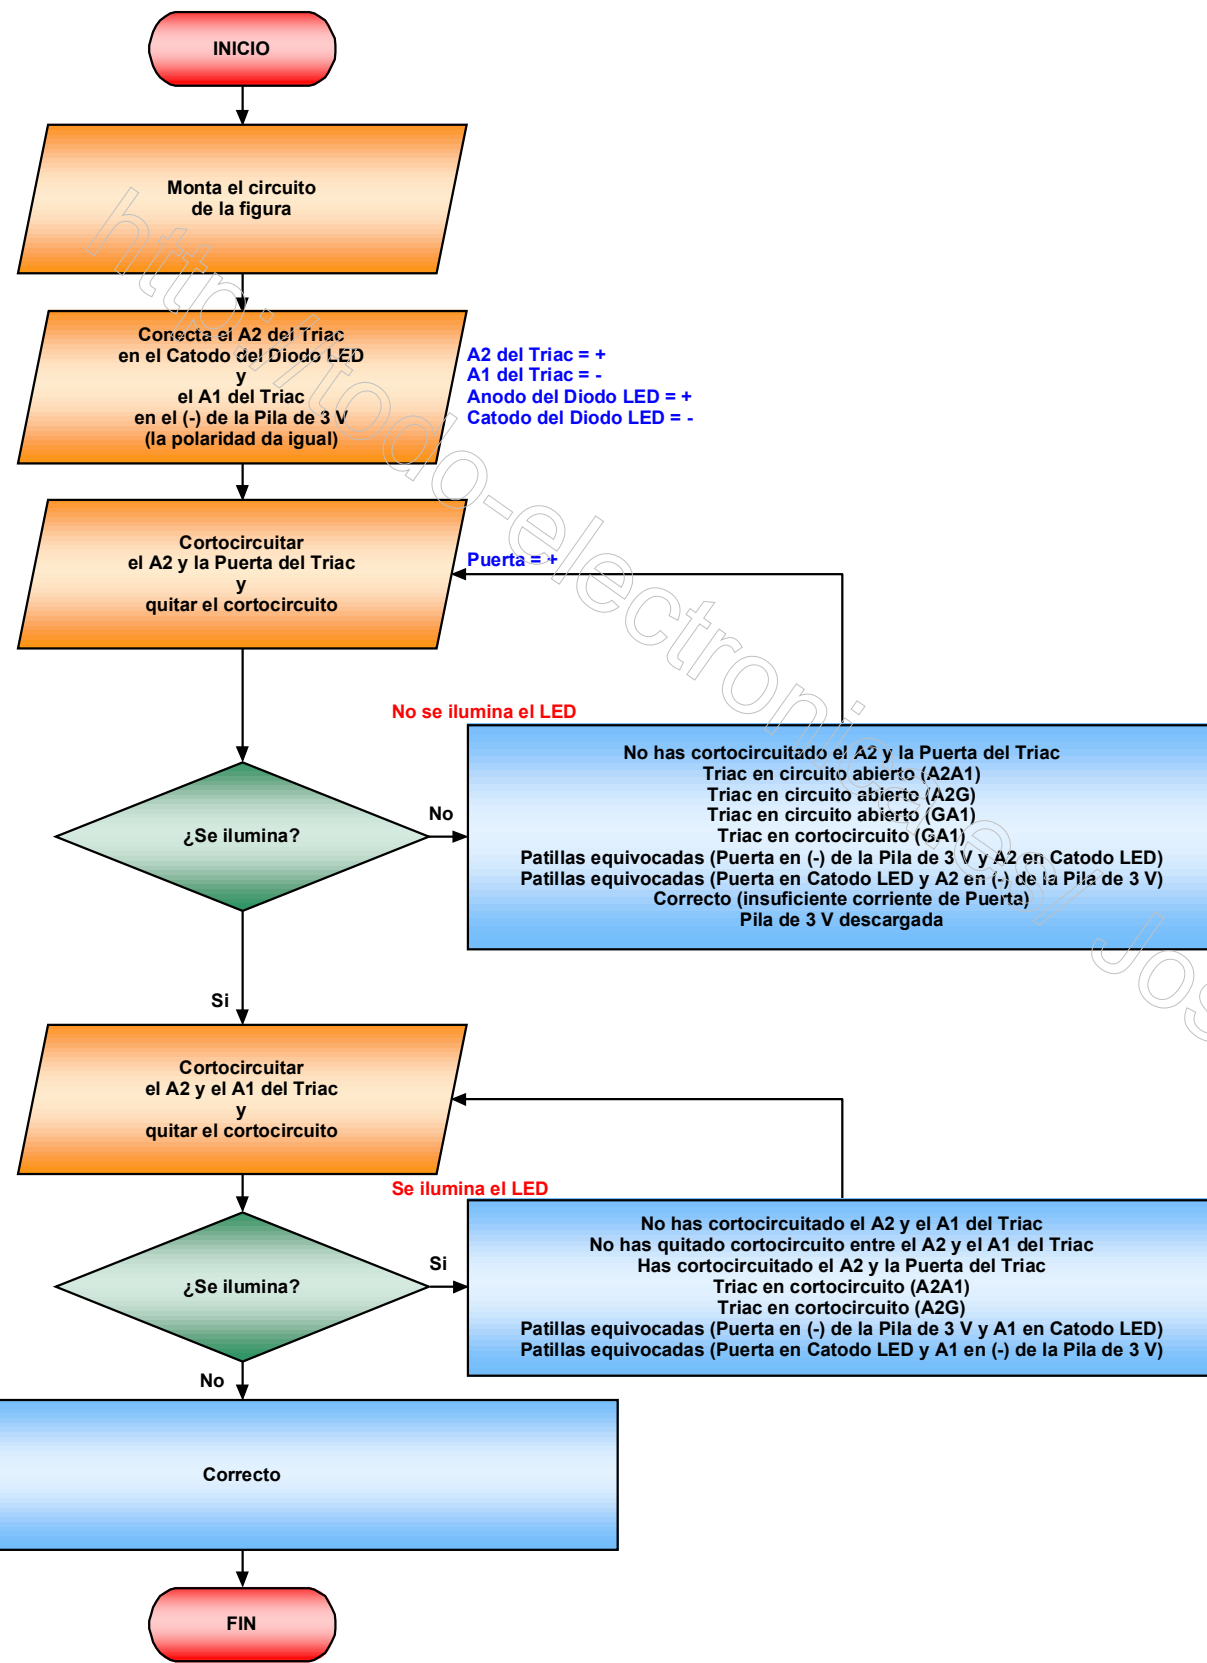 INICIO
Monta el circuito
de la figura
Conecta el A2 del Triac
en el Catodo del Diodo LED
y
el A1 del Triac
en el (-) de la Pila de 3 V
(la polaridad da igual)
A2 del Triac = +
A1 del Triac = -
Anodo del Diodo LED = +
Catodo del Diodo LED = -
Cortocircuitar
el A2 y la Puerta del Triac
y
quitar el cortocircuito
Puerta = +
No se ilumina el LED
¿Se ilumina?
No
No has cortocircuitado el A2 y la Puerta del Triac
Triac en circuito abierto (A2A1)
Triac en circuito abierto (A2G)
Triac en circuito abierto (GA1)
Triac en cortocircuito (GA1)
Patillas equivocadas (Puerta en (-) de la Pila de 3 V y A2 en Catodo LED)
Patillas equivocadas (Puerta en Catodo LED y A2 en (-) de la Pila de 3 V)
Correcto (insuficiente corriente de Puerta)
Pila de 3 V descargada
Si
Cortocircuitar
el A2 y el A1 del Triac
y
quitar el cortocircuito
Se ilumina el LED
¿Se ilumina?
Si
No has cortocircuitado el A2 y el A1 del Triac
No has quitado cortocircuito entre el A2 y el A1 del Triac
Has cortocircuitado el A2 y la Puerta del Triac
Triac en cortocircuito (A2A1)
Triac en cortocircuito (A2G)
Patillas equivocadas (Puerta en (-) de la Pila de 3 V y A1 en Catodo LED)
Patillas equivocadas (Puerta en Catodo LED y A1 en (-) de la Pila de 3 V)
No
Correcto
FIN